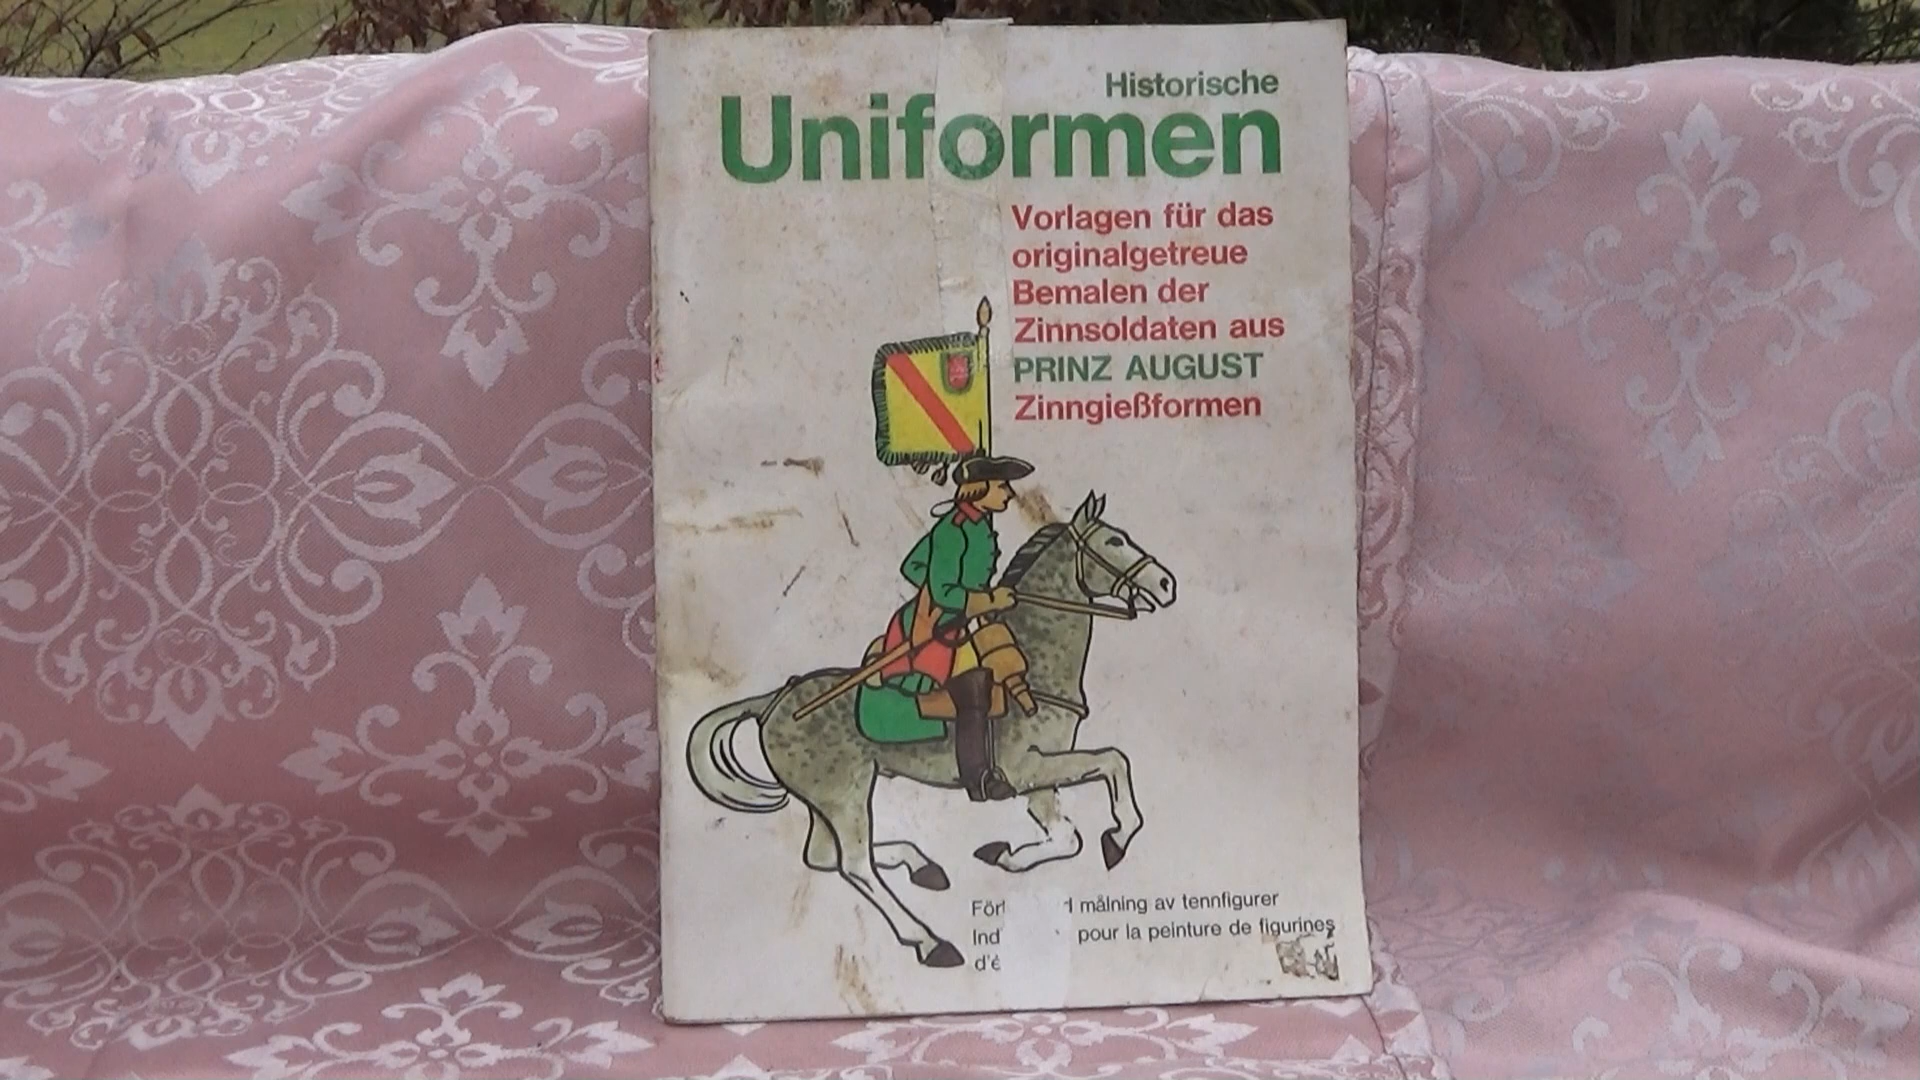 Historische
Uniformen
Vorlagen für das
originalgetreue
Bemalen der
Zinnsoldaten aus
PRINZ AUGUST
Zinngießformen
målning av tennfigurer
pour la peinture de figurines